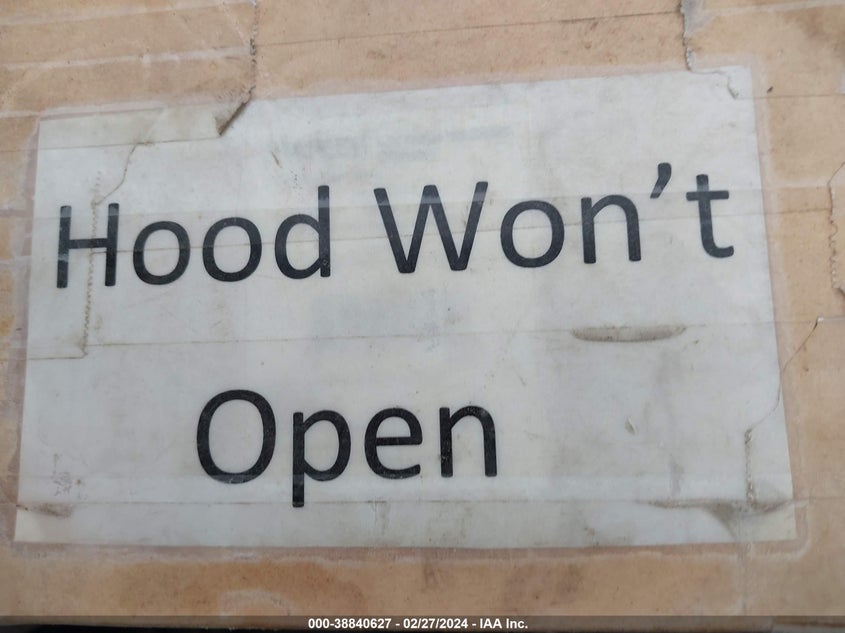 Hood Won’t
Open
000-38840627 - 02/27/2024 - IAA Inc.